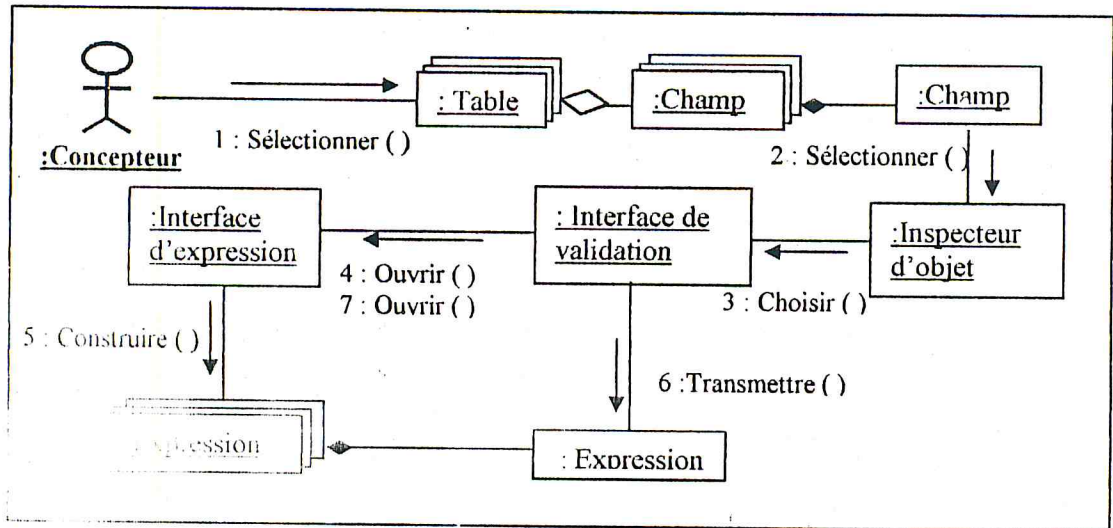 : Table
:Champ
:Champ
1 : Sélectionner ( )
:Concepteur
2 : Sélectionner ( )
:Interface
d'expression
: Interface de
validation
:Inspecteur
d'objet
4 : Ouvrir ( )
7 : Ouvrir ( )
3 : Choisir ( )
5 : Construire ( )
6 :Transmettre ( )
: Expression